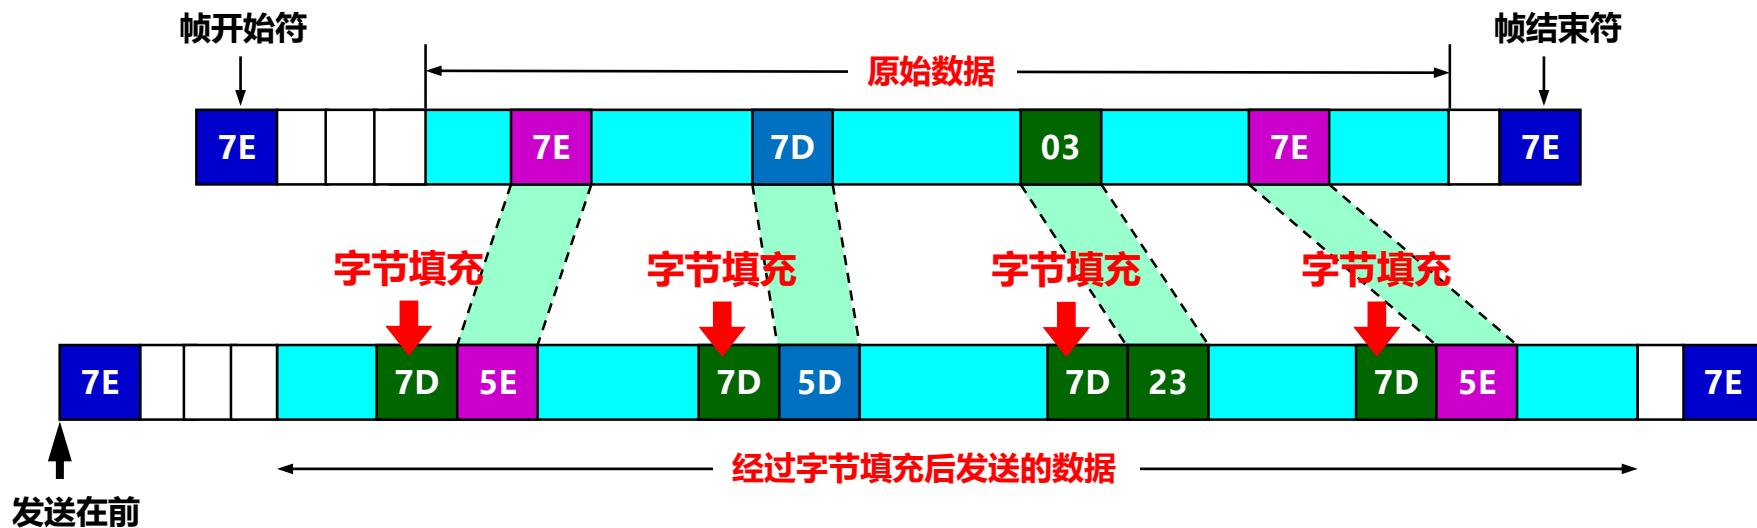 帧开始符
帧结束符
原始数据
7E 7E 7D 03 7E 7E
字节填充 字节填充 字节填充 字节填充
7E 7D 5E 7D 5D 7D 23 7D 5E 7E
经过字节填充后发送的数据
发送在前